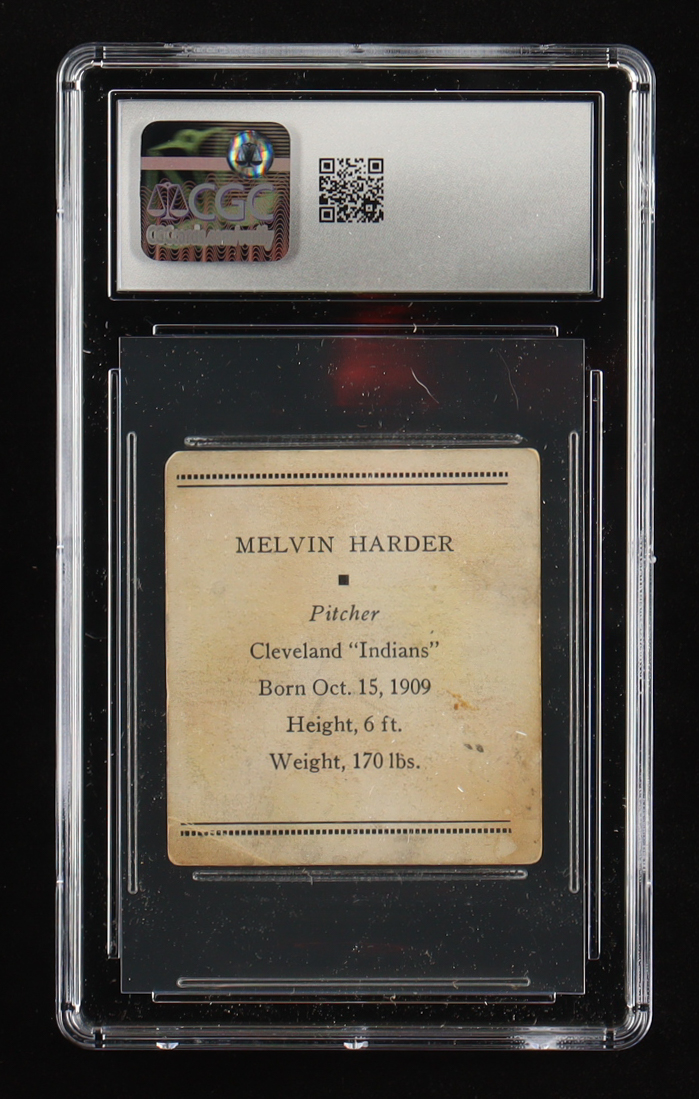 CGC
MELVIN HARDER
Pitcher
Cleveland “Indians”
Born Oct. 15, 1909
Height, 6 ft.
Weight, 170 lbs.